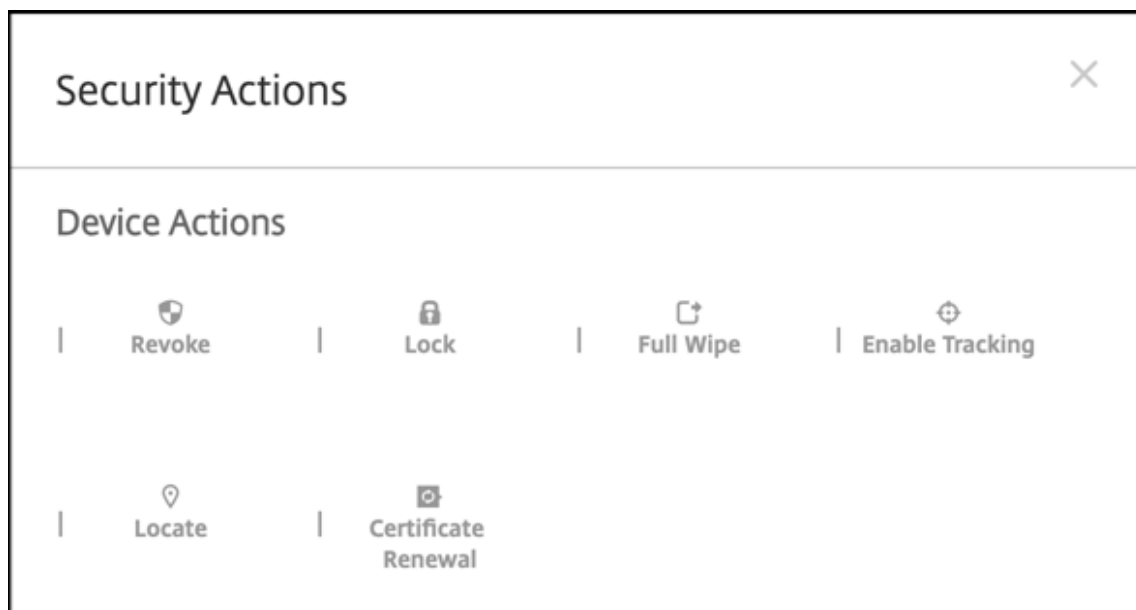 Security Actions
Device Actions
Revoke
Lock
Full Wipe
Enable Tracking
Locate
Certificate
Renewal